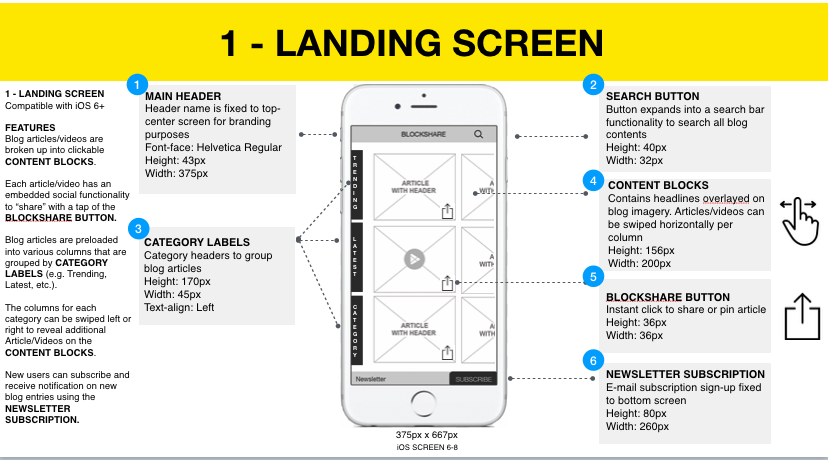 1 - LANDING SCREEN
1 - LANDING SCREEN
Compatible with iOS 6+
FEATURES
Blog articles/videos are
broken up into clickable
CONTENT BLOCKS.
Each article/video has an
embedded social functionality
to “share” with a tap of the
BLOCKSHARE BUTTON.
Blog articles are preloaded
into various columns that are
grouped by CATEGORY
LABELS (e.g. Trending,
Latest, etc.).
The columns for each
category can be swiped left or
right to reveal additional
Article/Videos on the
CONTENT BLOCKS.
New users can subscribe and
receive notification on new
blog entries using the
NEWSLETTER
SUBSCRIPTION.
1
MAIN HEADER
Header name is fixed to top-
center screen for branding
purposes
Font-face: Helvetica Regular
Height: 43px
Width: 375px
3
CATEGORY LABELS
Category headers to group
blog articles
Height: 170px
Width: 45px
Text-align: Left
BLOCKSHARE
TRENDING
ARTICLE
WITH HEADER
A
WITH
LATEST
CATEGORY
ARTICLE
WITH HEADER
A
WITH
Newsletter
SUBSCRIBE
375px x 667px
iOS SCREEN 6-8
2
SEARCH BUTTON
Button expands into a search bar
functionality to search all blog
contents
Height: 40px
Width: 32px
4
CONTENT BLOCKS
Contains headlines overlayed on
blog imagery. Articles/videos can
be swiped horizontally per
column
Height: 156px
Width: 200px
5
BLOCKSHARE BUTTON
Instant click to share or pin article
Height: 36px
Width: 36px
6
NEWSLETTER SUBSCRIPTION
E-mail subscription sign-up fixed
to bottom screen
Height: 80px
Width: 260px